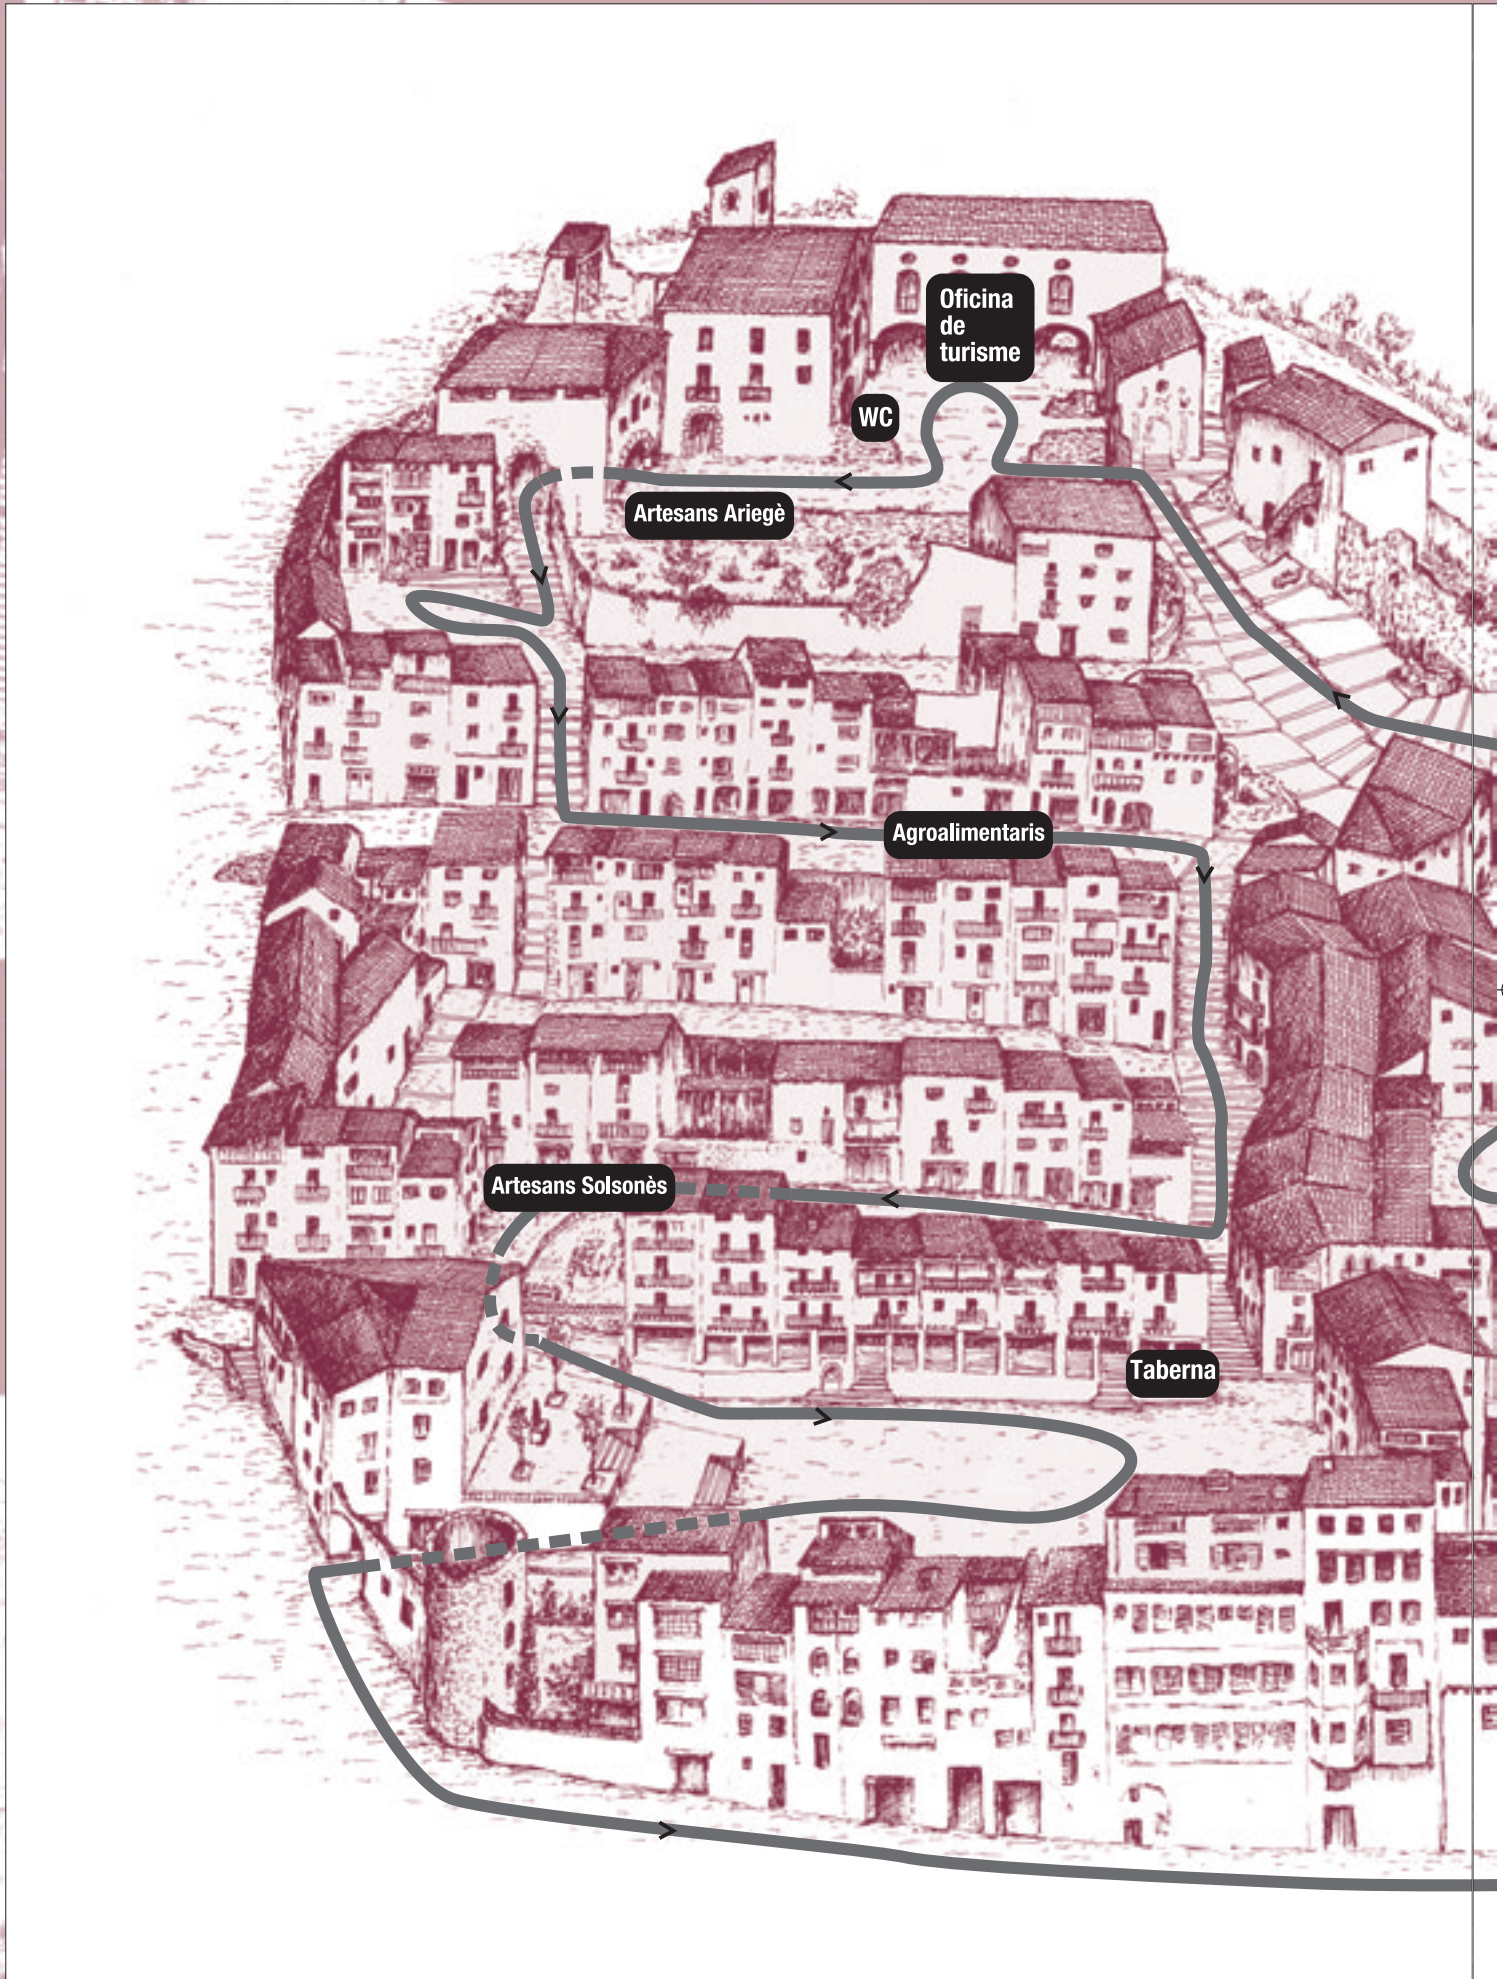 Oficina
de
turisme
WC
Artesans Ariegè
Agroalimentaris
Artesans Solsonès
Taberna